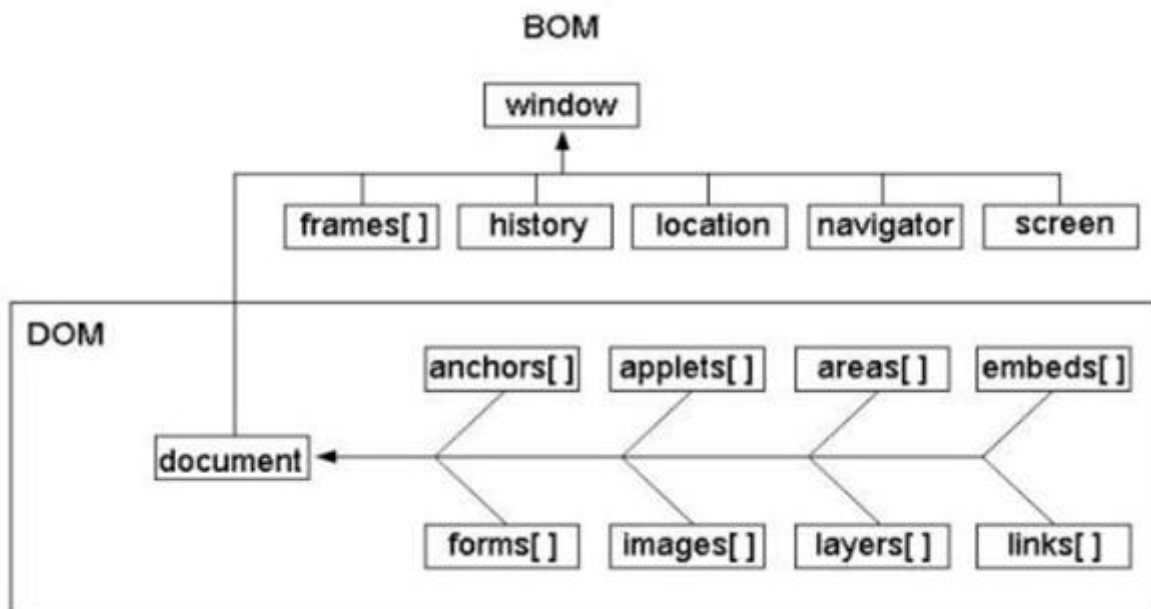 BOM
window
frames[ ] history location navigator screen
DOM
anchors[ ] applets[ ] areas[ ] embeds[ ]
document
forms[ ] images[ ] layers[ ] links[ ]